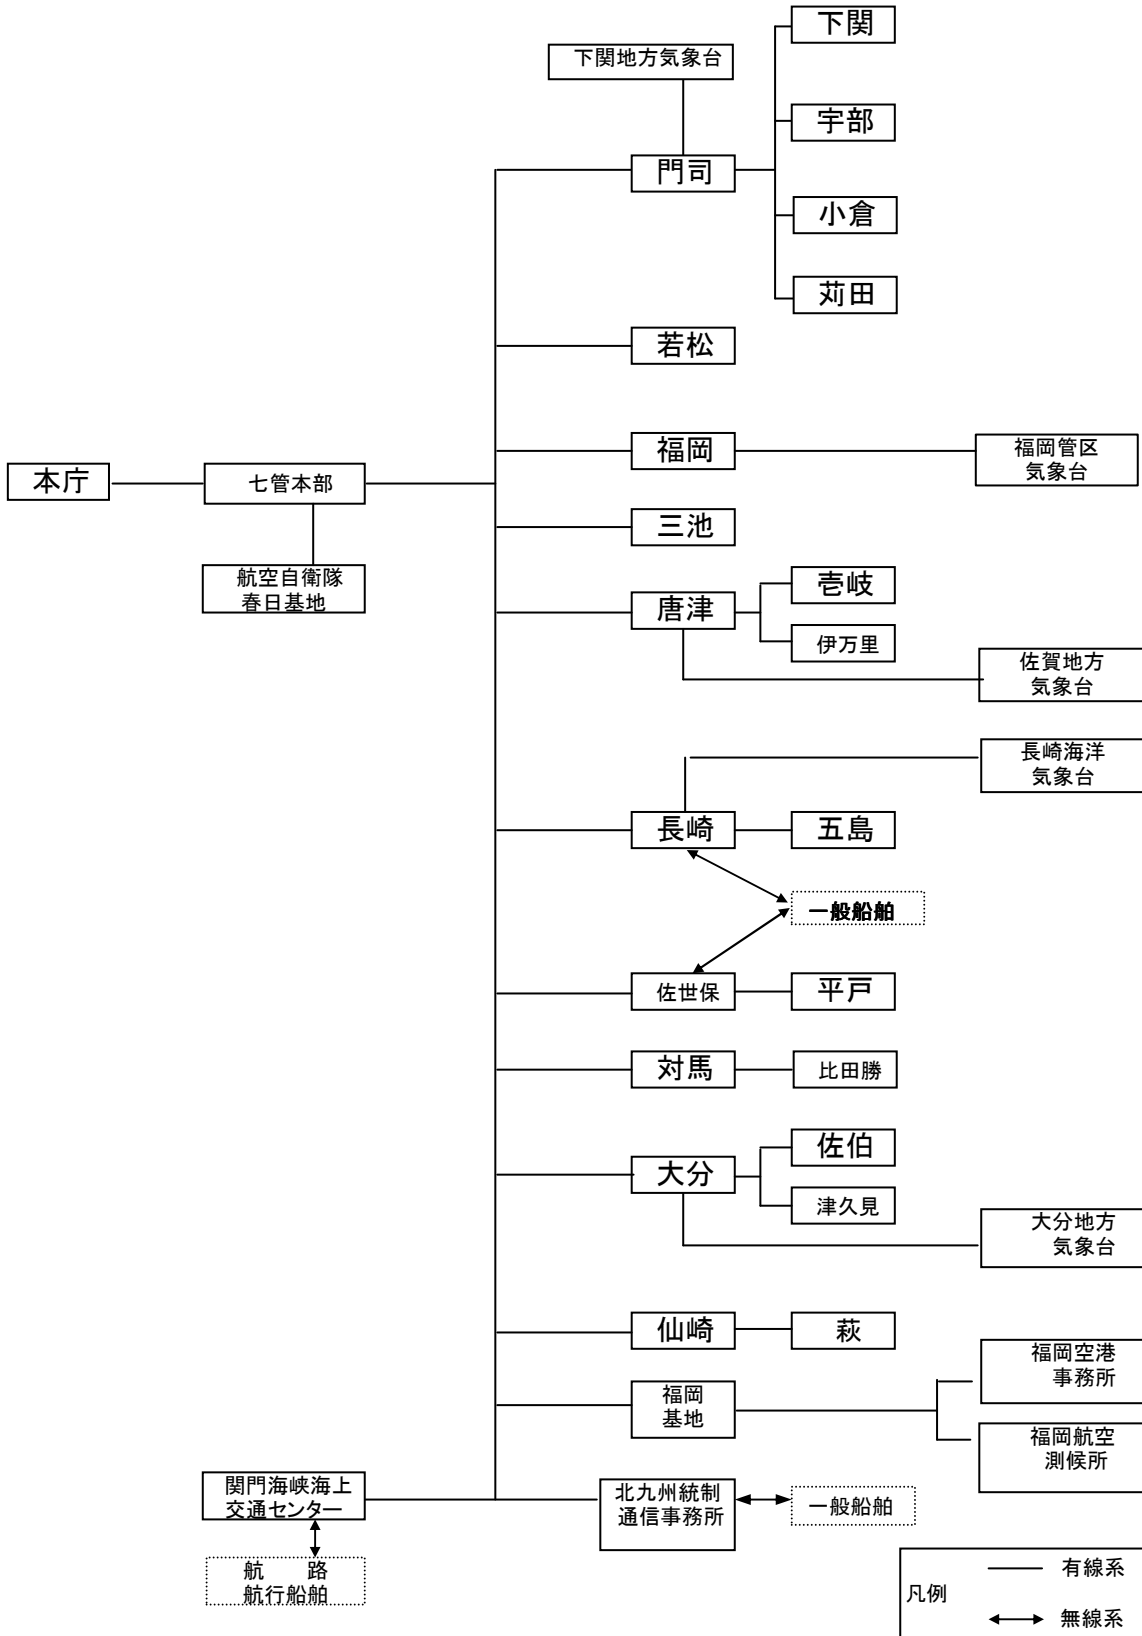 下関
下関地方気象台
宇部
門司
小倉
苅田
若松
福岡
福岡管区
気象台
本庁
七管本部
三池
航空自衛隊
春日基地
壱岐
唐津
伊万里
佐賀地方
気象台
長崎海洋
気象台
長崎
五島
一般船舶
佐世保
平戸
対馬
比田勝
佐伯
大分
津久見
大分地方
気象台
仙崎
萩
福岡空港
事務所
福岡
基地
福岡航空
測候所
関門海峡海上
交通センター
北九州統制
通信事務所
一般船舶
航　　路
航行船舶
凡例
有線系
無線系